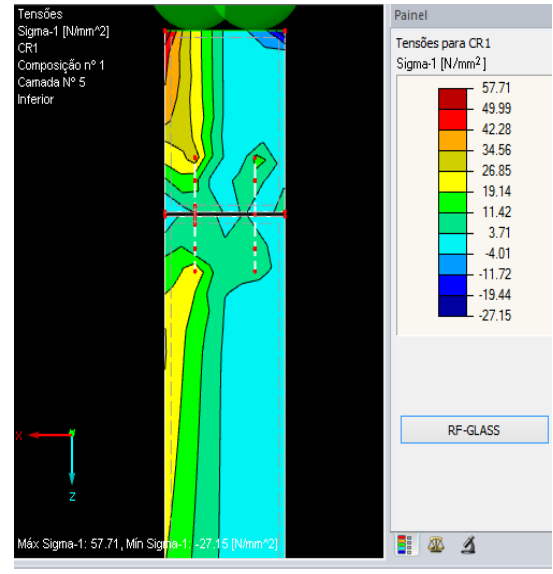 Tensões
Sigma-1 [N/mm^2]
CR1
Composição nº 1
Camada Nº 5
Inferior
X
Z
Máx Sigma-1: 57.71, Mín Sigma-1: -27.15 [N/mm^2]
Painel
Tensões para CR1
Sigma-1 [N/mm²]
57.71
49.99
42.28
34.56
26.85
19.14
11.42
3.71
-4.01
-11.72
-19.44
-27.15
RF-GLASS